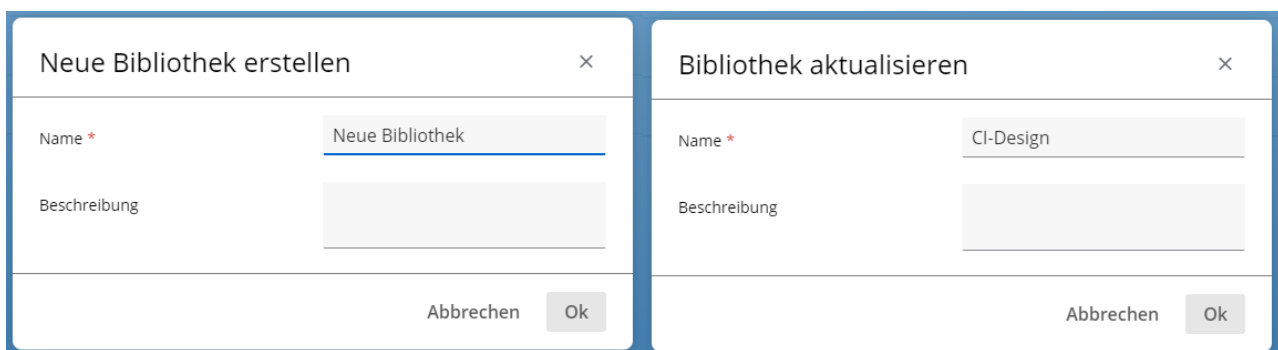 Neue Bibliothek erstellen ×
Name * Neue Bibliothek
Beschreibung
Abbrechen Ok
Bibliothek aktualisieren ×
Name * CI-Design
Beschreibung
Abbrechen Ok